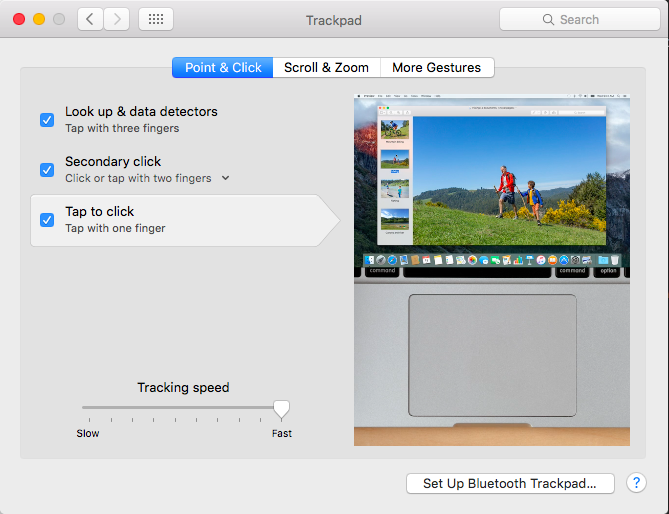 Trackpad
Search
Point & Click
Scroll & Zoom
More Gestures
Look up & data detectors
Tap with three fingers
Secondary click
Click or tap with two fingers
Tap to click
Tap with one finger
command
command
option
Tracking speed
Slow
Fast
Set Up Bluetooth Trackpad...
?